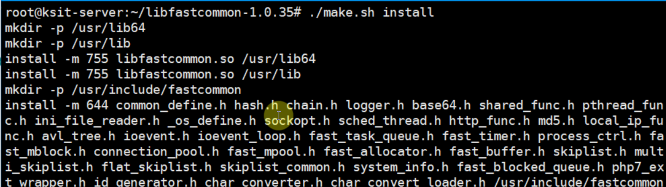 root@ksit-server:~/libfastcommon-1.0.35# ./make.sh install
mkdir -p /usr/lib64
mkdir -p /usr/lib
install -m 755 libfastcommon.so /usr/lib64
install -m 755 libfastcommon.so /usr/lib
mkdir -p /usr/include/fastcommon
install -m 644 common_define.h hash.h chain.h logger.h base64.h shared_func.h pthread_fun
c.h ini_file_reader.h _os_define.h sockopt.h sched_thread.h http_func.h md5.h local_ip_fu
nc.h avl_tree.h ioevent.h ioevent_loop.h fast_task_queue.h fast_timer.h process_ctrl.h fa
st_mblock.h connection_pool.h fast_mpool.h fast_allocator.h fast_buffer.h skiplist.h mult
i_skiplist.h flat_skiplist.h skiplist_common.h system_info.h fast_blocked_queue.h php7_e
xt_wrapper.h id_generator.h char_converter.h char_convert_loader.h /usr/include/fastcommo